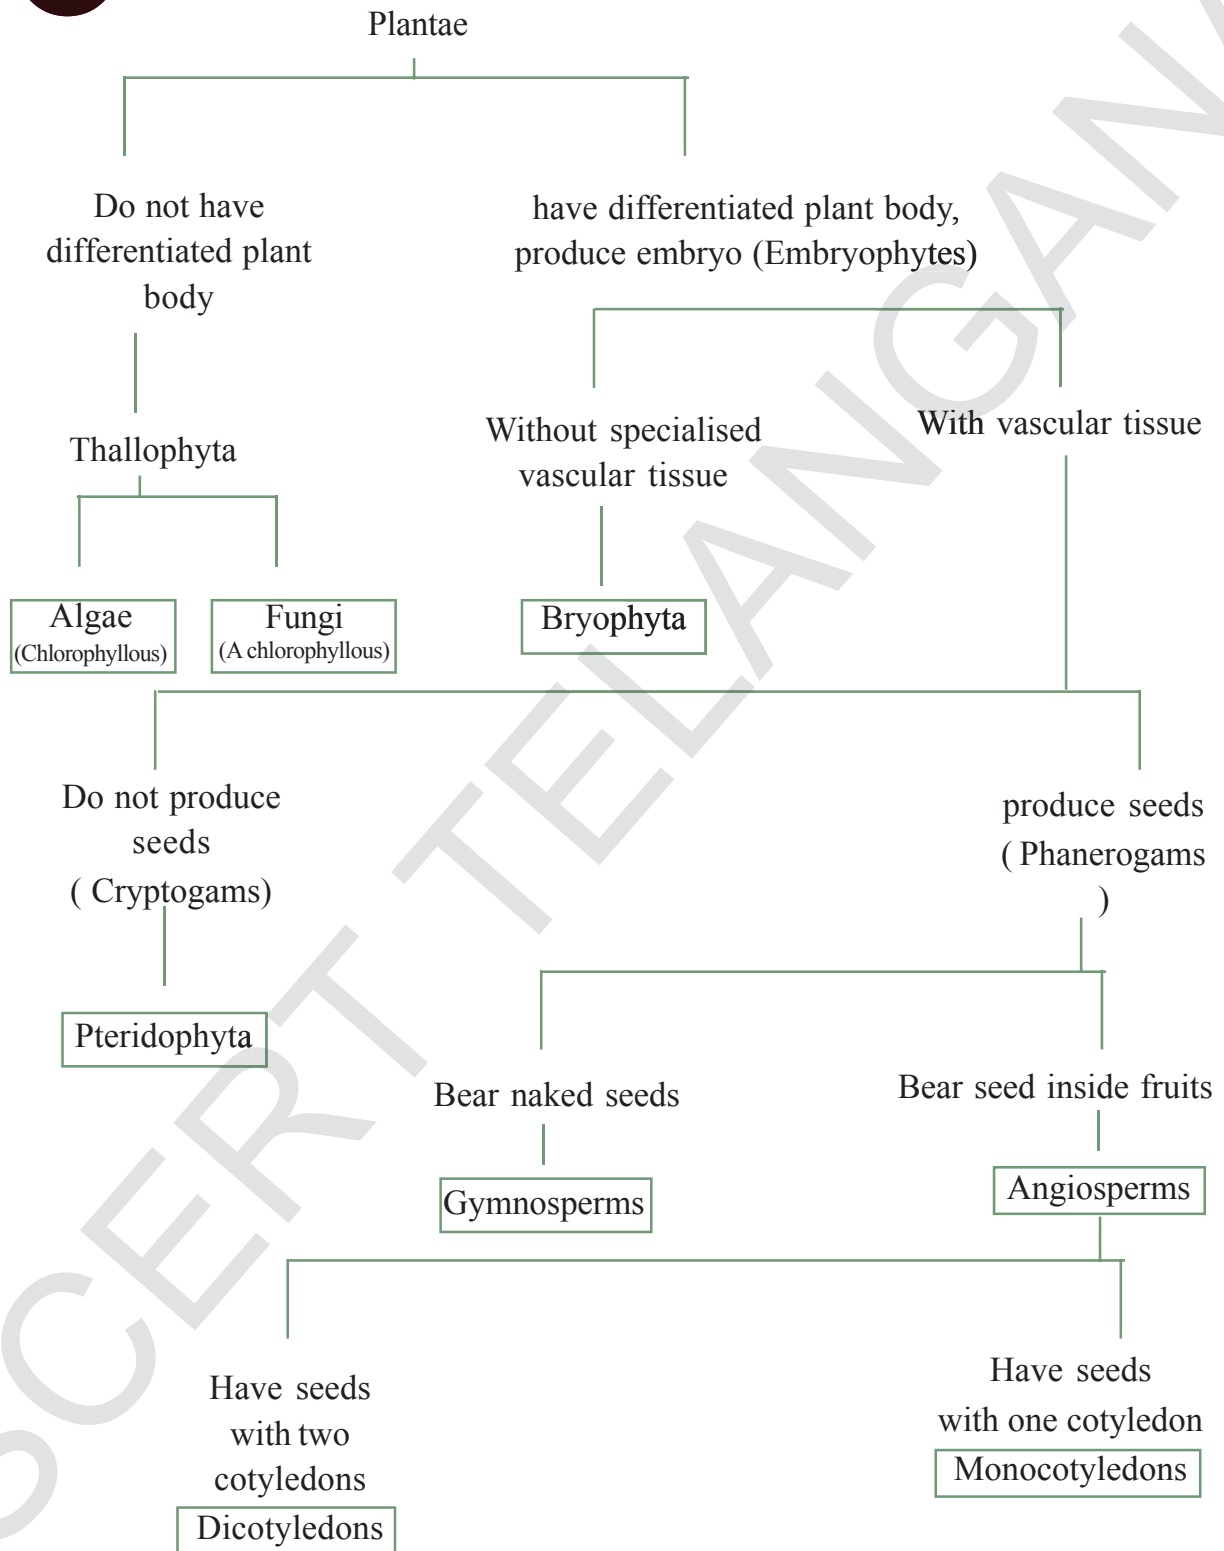 Plantae
Do not have
differentiated plant
body
have differentiated plant body,
produce embryo (Embryophytes)
Thallophyta
Without specialised
vascular tissue
With vascular tissue
Algae
(Chlorophyllous)
Fungi
(A chlorophyllous)
Bryophyta
Do not produce
seeds
( Cryptogams)
produce seeds
( Phanerogams
)
Pteridophyta
Bear naked seeds
Bear seed inside fruits
Gymnosperms
Angiosperms
Have seeds
with two
cotyledons
Dicotyledons
Have seeds
with one cotyledon
Monocotyledons
SCERT TELANGANA